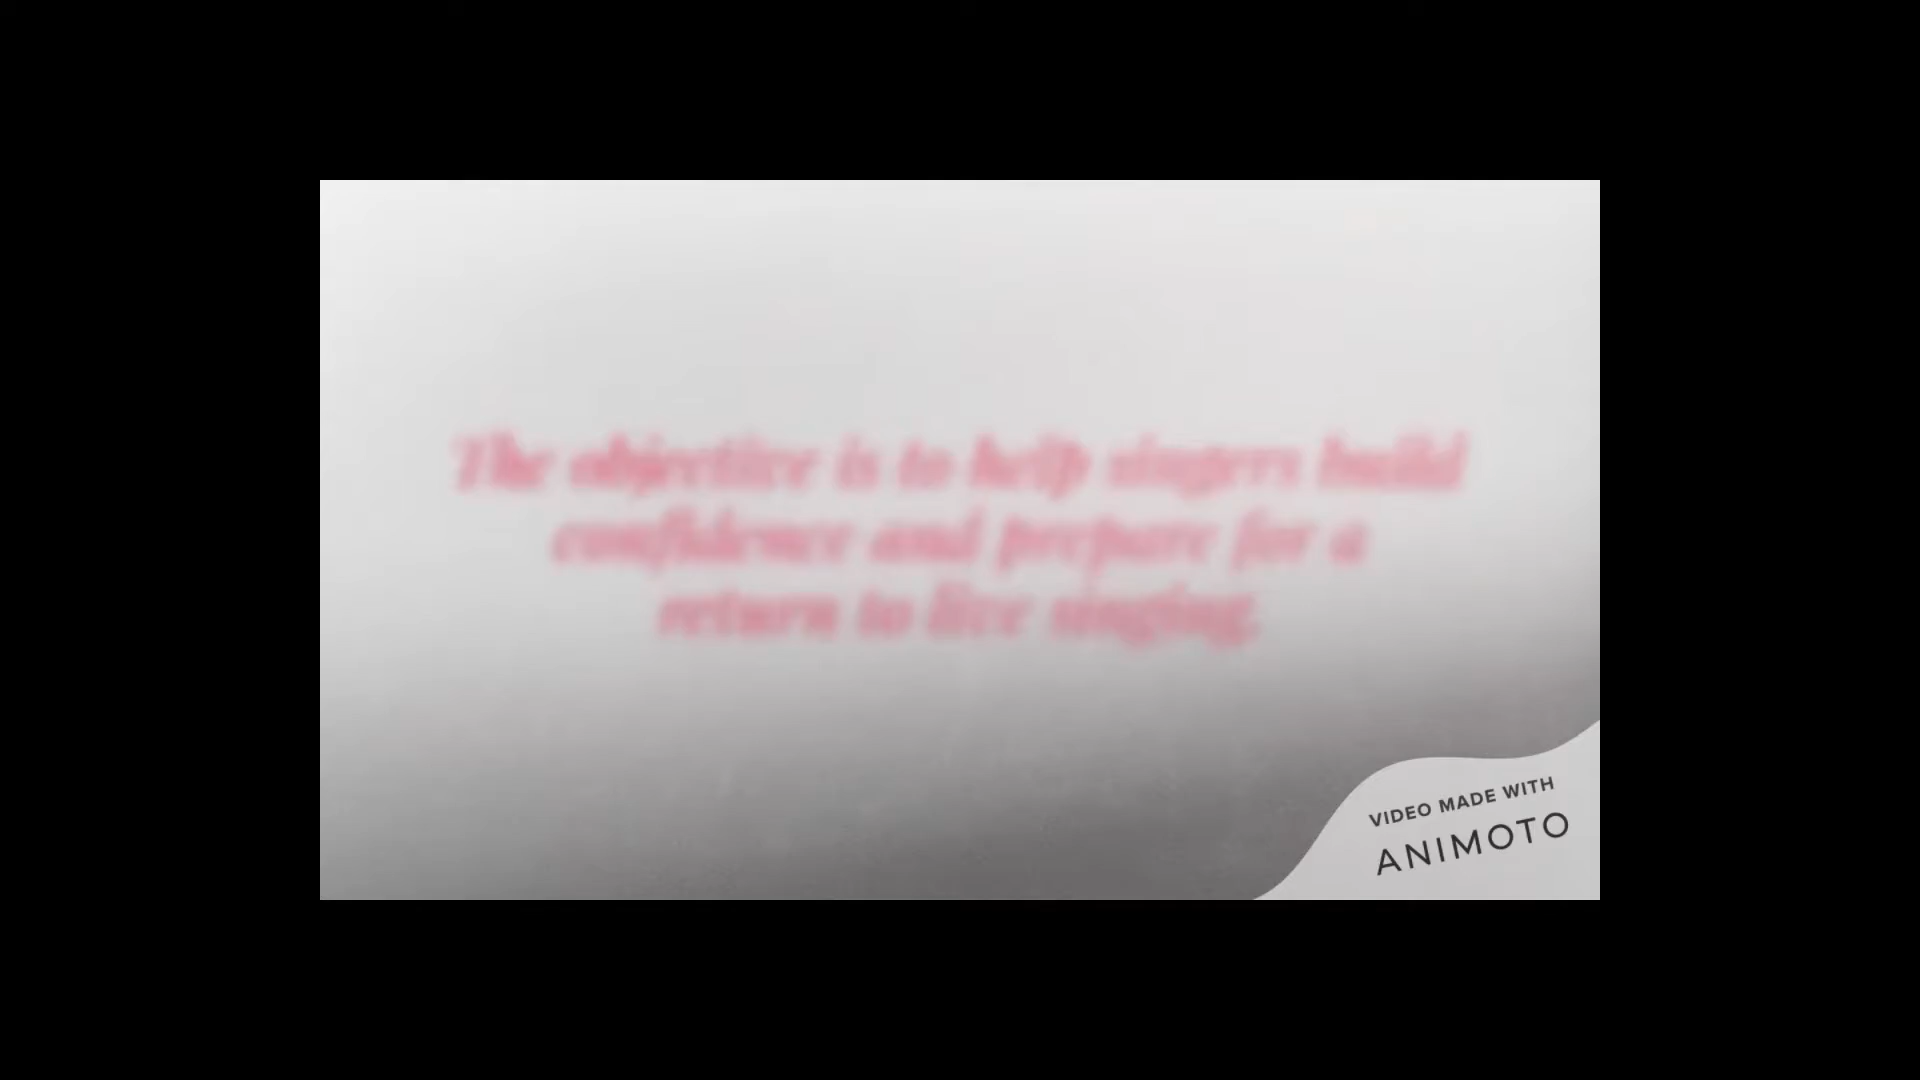 The objective is to help singers build
confidence and prepare for a
return to live singing.
VIDEO MADE WITH
ANIMOTO